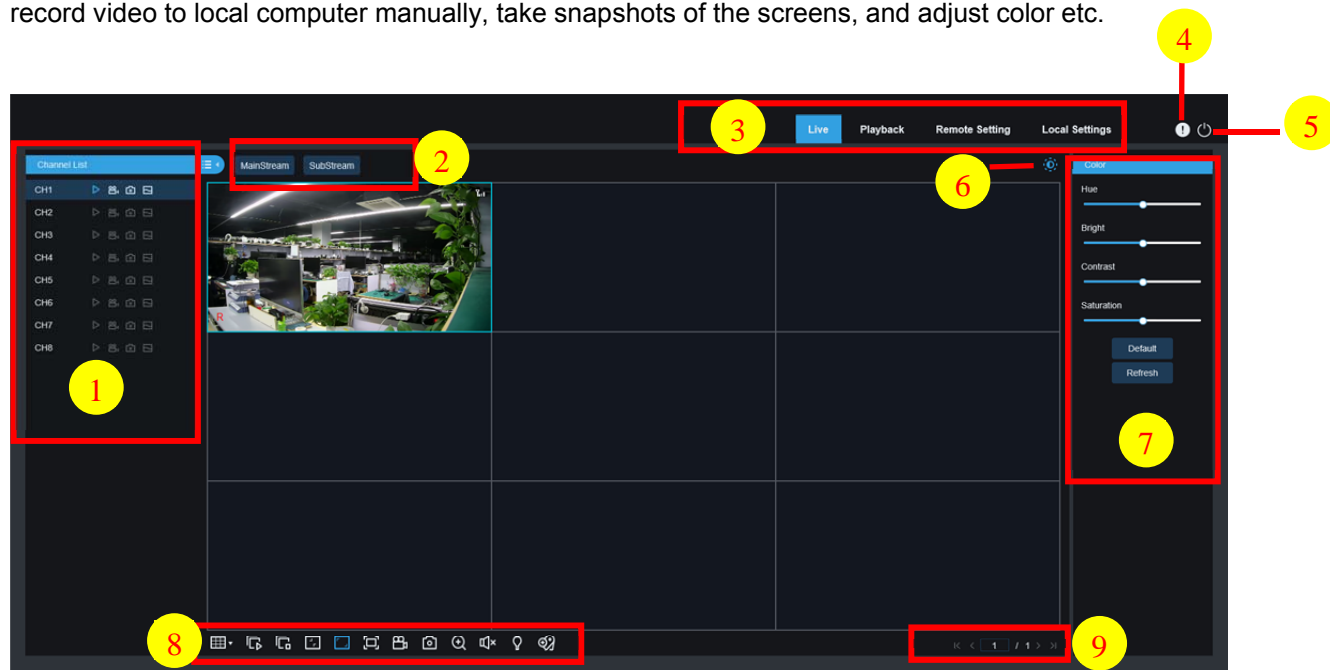 record video to local computer manually, take snapshots of the screens, and adjust color etc.
4
3
Live Playback Remote Setting Local Settings
5
Channel List
MainStream SubStream
2
6
Color
CH1
CH2
CH3
CH4
CH5
CH6
CH7
CH8
1
R
Hue
Bright
Contrast
Saturation
Default
Refresh
7
8
1 / 1
9